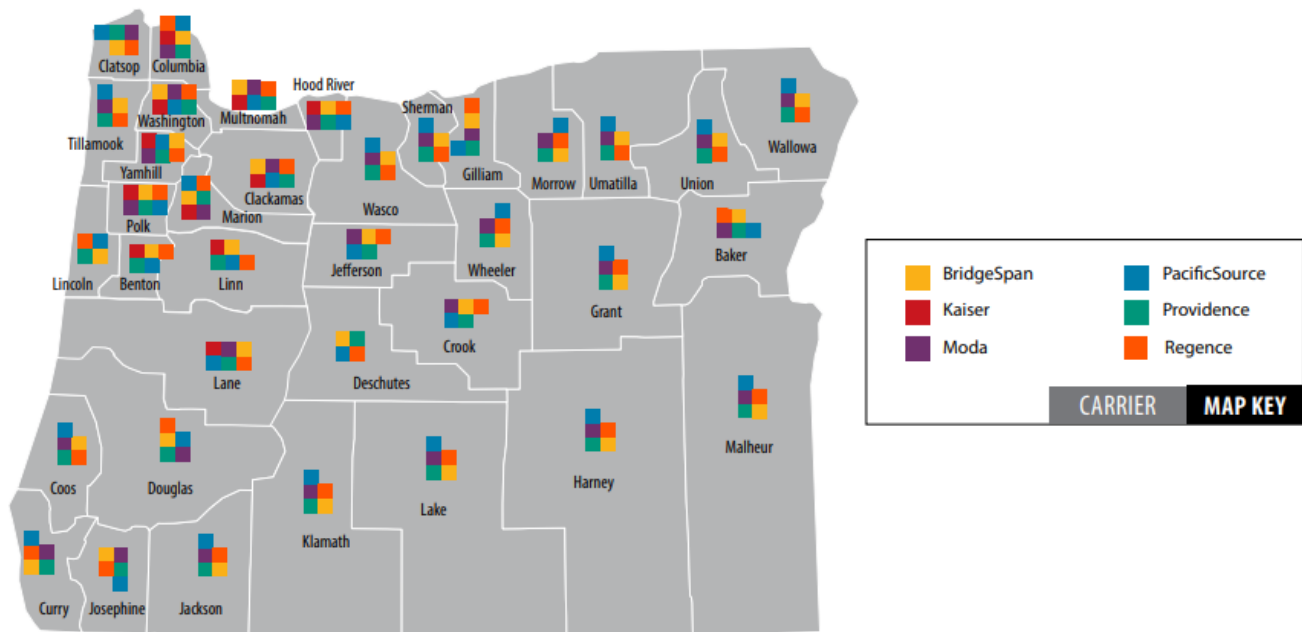 Clatsop
Columbia
Hood River
Washington
Multnomah
Sherman
Tillamook
Yamhill
Clackamas
Gilliam
Morrow
Umatilla
Union
Wallowa
Polk
Marion
Wasco
Lincoln
Benton
Linn
Jefferson
Wheeler
Grant
Baker
Crook
Lane
Deschutes
Coos
Douglas
Klamath
Lake
Harney
Malheur
Curry
Josephine
Jackson
BridgeSpan
Kaiser
Moda
PacificSource
Providence
Regence
CARRIER MAP KEY